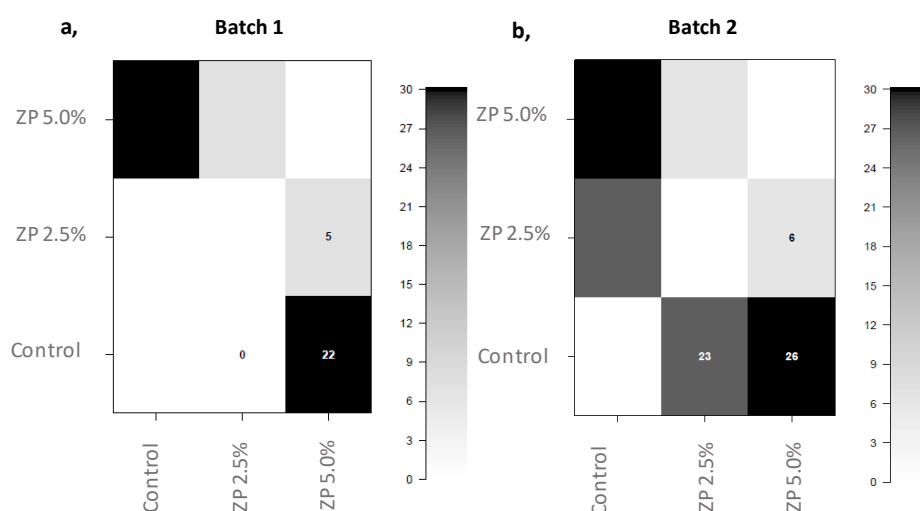 a,
Batch 1
ZP 5.0%
ZP 2.5%
Control
5
0
22
Control
ZP 2.5%
ZP 5.0%
30
27
24
21
18
15
12
9
6
3
0
b,
Batch 2
ZP 5.0%
ZP 2.5%
Control
6
23
26
Control
ZP 2.5%
ZP 5.0%
30
27
24
21
18
15
12
9
6
3
0